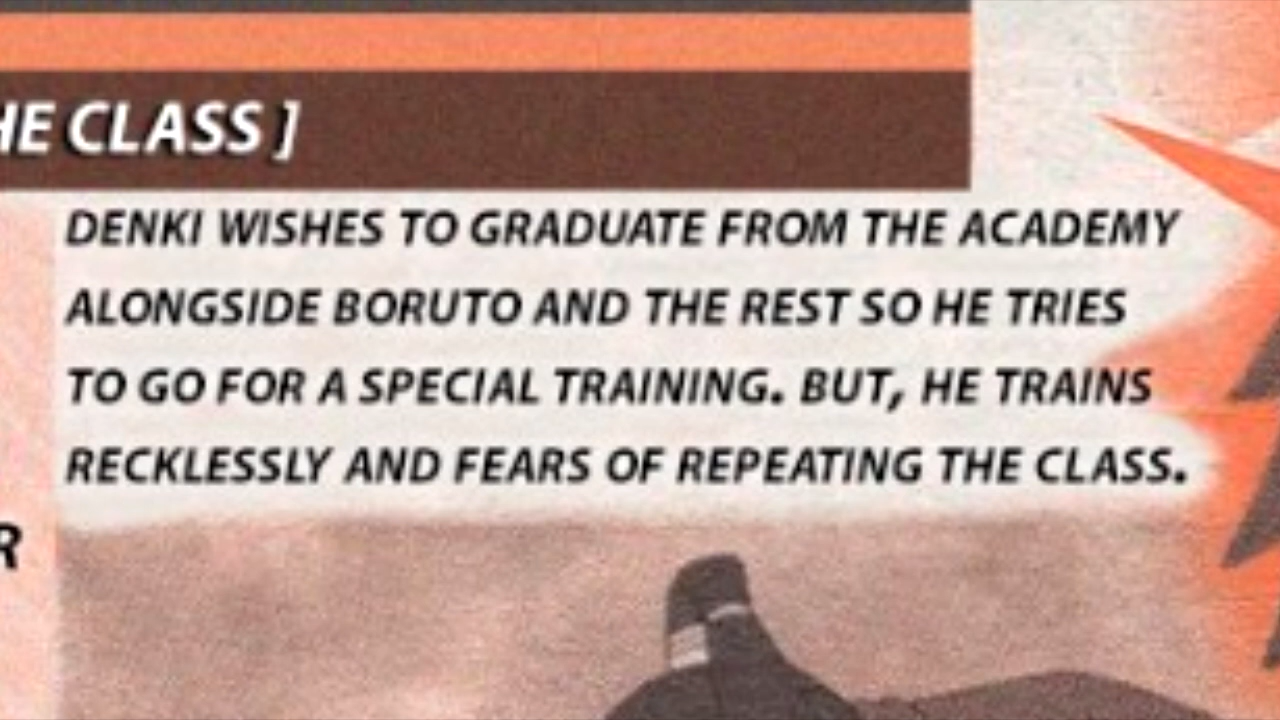 HE CLASS ]
DENKI WISHES TO GRADUATE FROM THE ACADEMY
ALONGSIDE BORUTO AND THE REST SO HE TRIES
TO GO FOR A SPECIAL TRAINING. BUT, HE TRAINS
RECKLESSLY AND FEARS OF REPEATING THE CLASS.
R